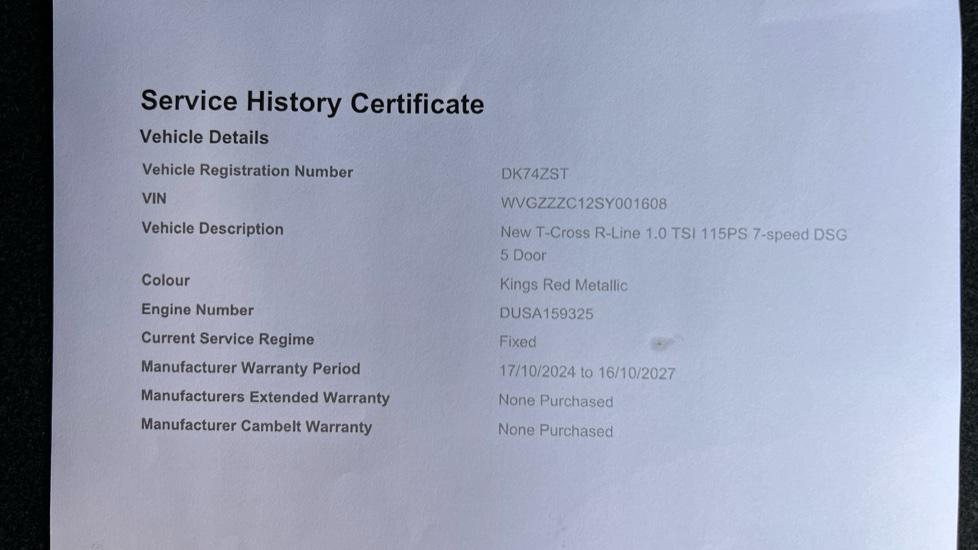 Service History Certificate
Vehicle Details
Vehicle Registration Number DK74ZST
VIN WVGZZZC12SY001608
Vehicle Description New T-Cross R-Line 1.0 TSI 115PS 7-speed DSG
5 Door
Colour Kings Red Metallic
Engine Number DUSA159325
Current Service Regime Fixed
Manufacturer Warranty Period 17/10/2024 to 16/10/2027
Manufacturers Extended Warranty None Purchased
Manufacturer Cambelt Warranty None Purchased